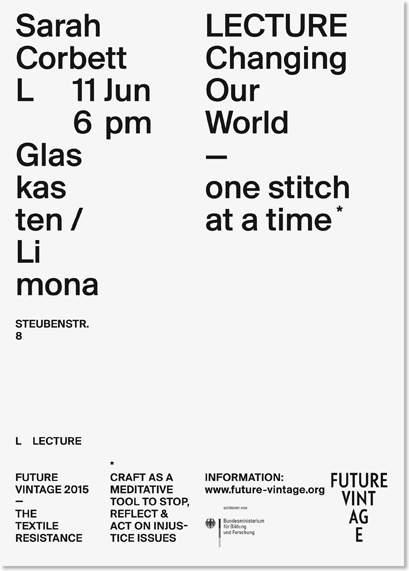 Sarah
Corbett
L 11 Jun
6 pm
Glas
kas
ten /
Li
mona
STEUBENSTR.
8
LECTURE
Changing
Our
World
—
one stitch
at a time*
L LECTURE
FUTURE
VINTAGE 2015
—
THE
TEXTILE
RESISTANCE
*
CRAFT AS A
MEDITATIVE
TOOL TO STOP,
REFLECT &
ACT ON INJUS-
TICE ISSUES
INFORMATION:
www.future-vintage.org
GEFÖRDERT VOM
Bundesministerium
für Bildung
und Forschung
FUTURE
VINT
AG
E